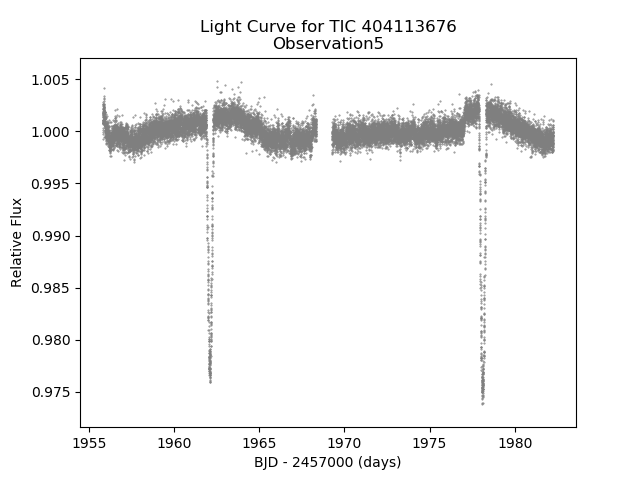 Light Curve for TIC 404113676
Observation5
1.005
1.000
0.995
0.990
0.985
0.980
0.975
Relative Flux
1955 1960 1965 1970 1975 1980
BJD - 2457000 (days)